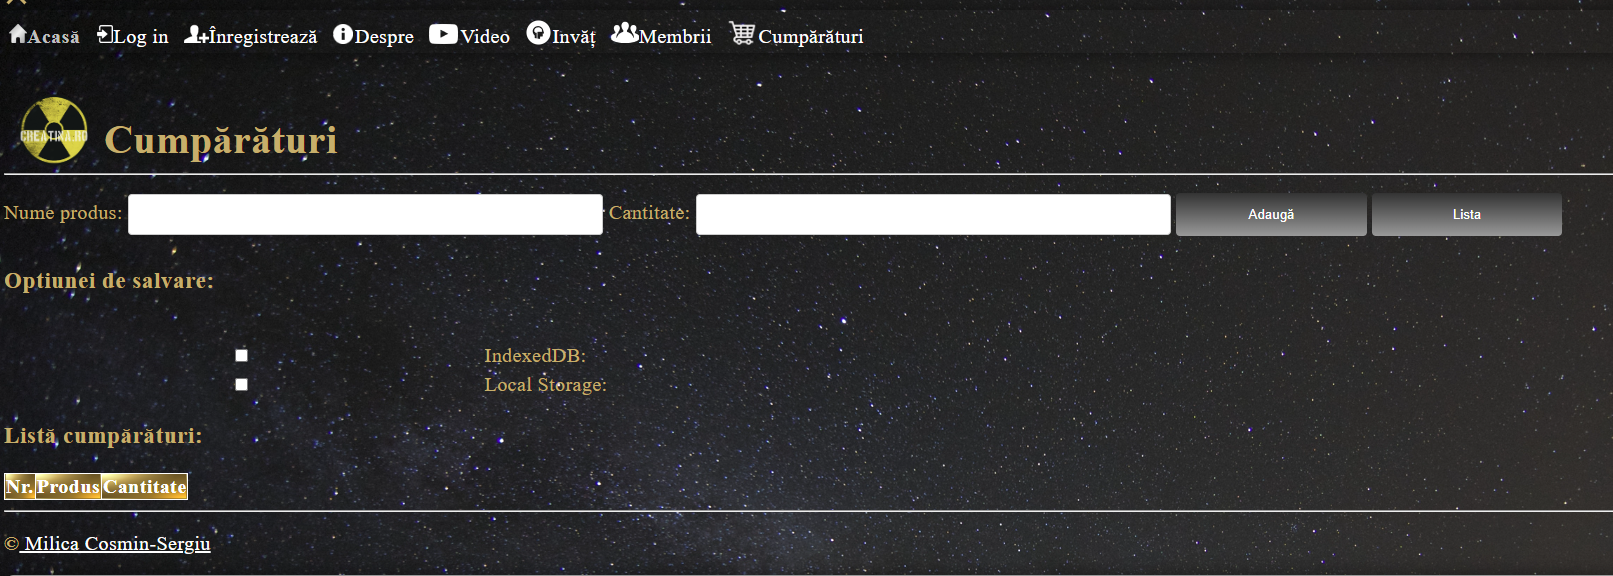 Acasă Log in Înregistrează Despre Video Invăț Membrii Cumpărături
CREATINA.RO Cumpărături
Nume produs: Cantitate: Adaugă Lista
Optiunei de salvare:
IndexedDB:
Local Storage:
Listă cumpărături:
Nr. Produs Cantitate
© Milica Cosmin-Sergiu